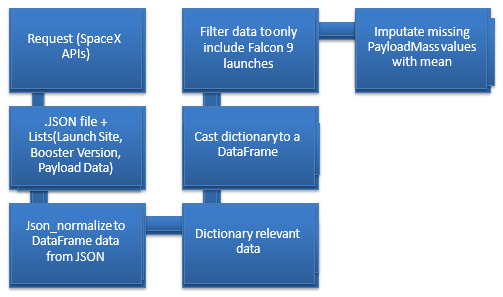 Request (SpaceX
APIs)
.JSON file +
Lists(Launch Site,
Booster Version,
Payload Data)
Json_normalize to
DataFrame data
from JSON
Dictionary relevant
data
Cast dictionary to a
DataFrame
Filter data to only
include Falcon 9
launches
Imputate missing
PayloadMass values
with mean